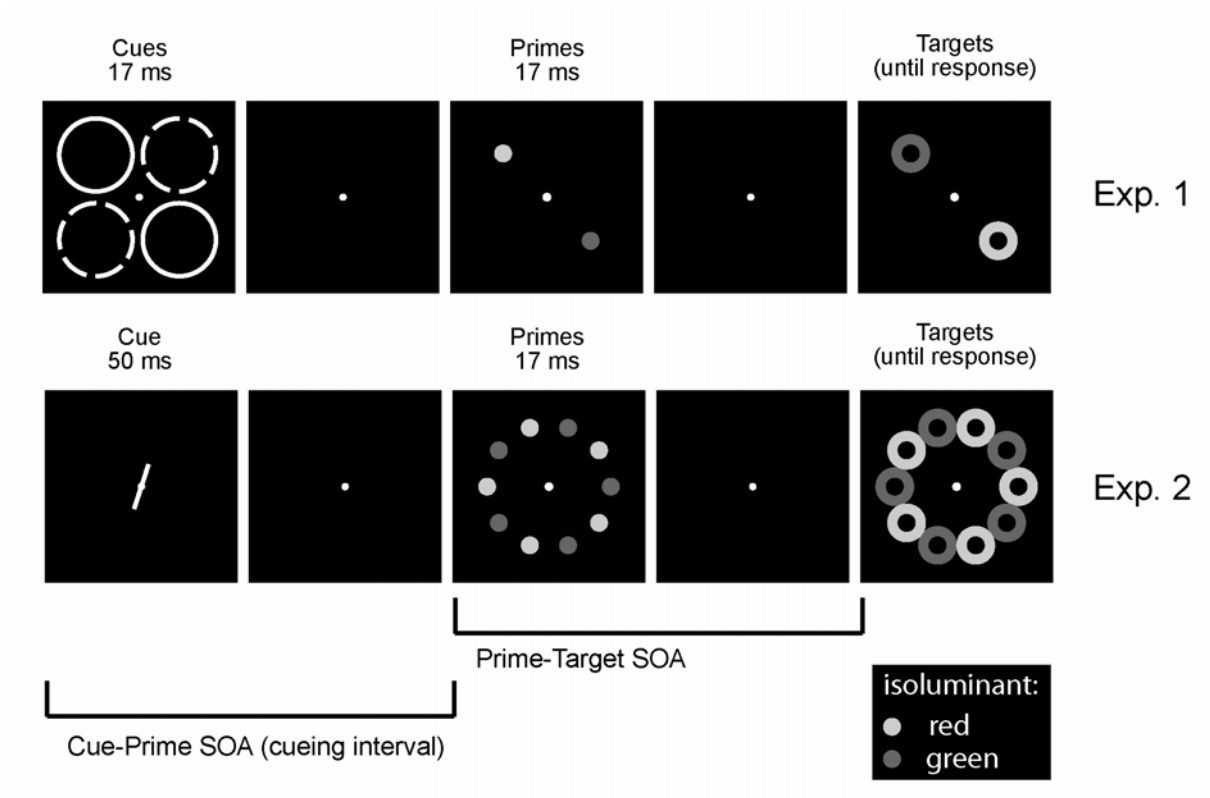 Cues
17 ms
Primes
17 ms
Targets
(until response)
Exp. 1
Cue
50 ms
Primes
17 ms
Targets
(until response)
Exp. 2
Prime-Target SOA
Cue-Prime SOA (cueing interval)
isoluminant:
red
green